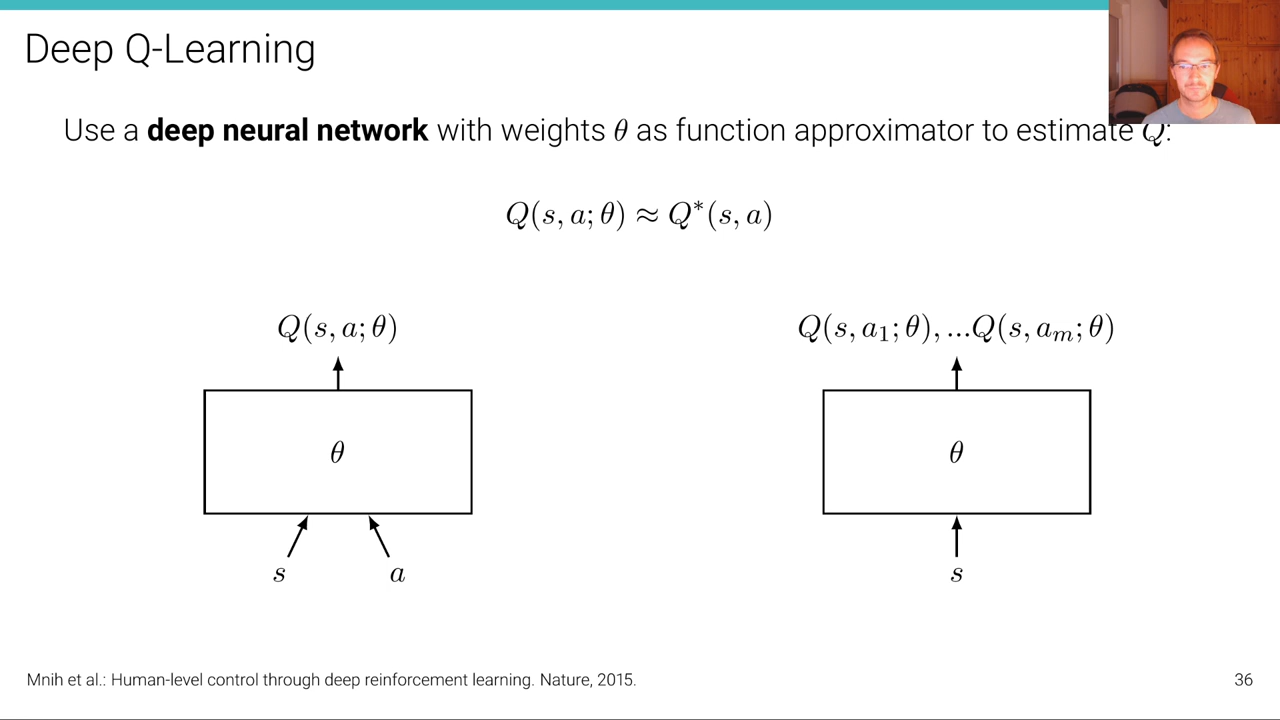 Deep Q-Learning
Use a deep neural network with weights θ as function approximator to estimate Q:
Q(s, a; θ) ≈ Q*(s, a)
Q(s, a; θ)
θ
s a
Q(s, a₁; θ), ...Q(s, aₘ; θ)
θ
s
Mnih et al.: Human-level control through deep reinforcement learning. Nature, 2015.
36